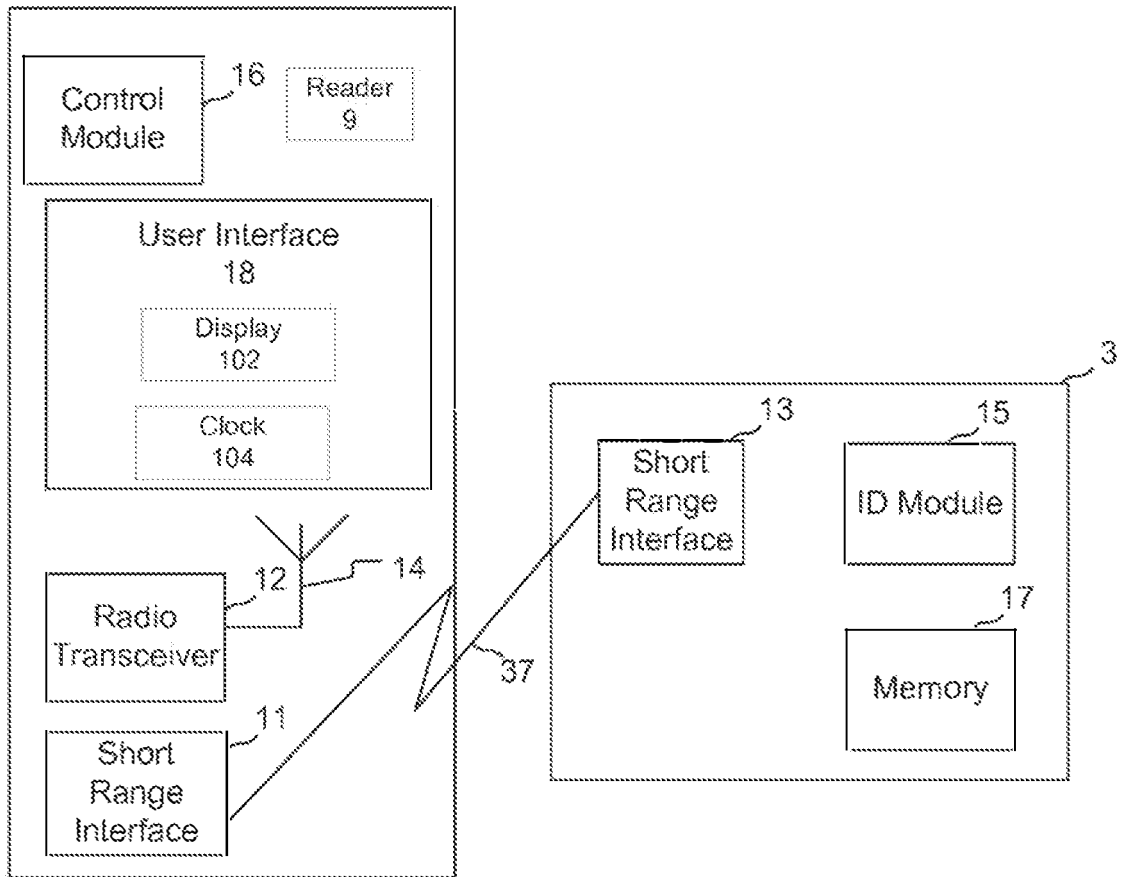 Control
Module
16
Reader
9
User Interface
18
Display
102
Clock
104
12
14
Radio
Transceiver
11
Short
Range
Interface
37
3
13
Short
Range
Interface
15
ID Module
17
Memory